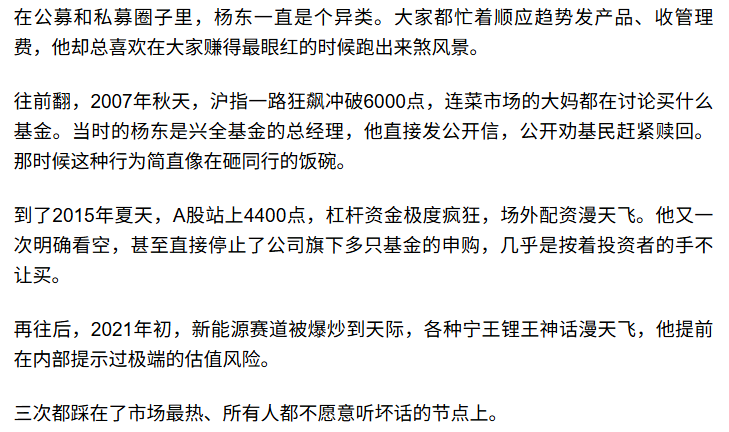 在公募和私募圈子里，杨东一直是个异类。大家都忙着顺应趋势发产品、收管理
费，他却总喜欢在大家赚得最眼红的时候跑出来煞风景。
往前翻，2007年秋天，沪指一路狂飙冲破6000点，连菜市场的大妈都在讨论买什么
基金。当时的杨东是兴全基金的总经理，他直接发公开信，公开劝基民赶紧赎回。
那时候这种行为简直像在砸同行的饭碗。
到了2015年夏天，A股站上4400点，杠杆资金极度疯狂，场外配资漫天飞。他又一
次明确看空，甚至直接停止了公司旗下多只基金的申购，几乎是按着投资者的手不
让买。
再往后，2021年初，新能源赛道被爆炒到天际，各种宁王锂王神话漫天飞，他提前
在内部提示过极端的估值风险。
三次都踩在了市场最热、所有人都不愿意听坏话的节点上。